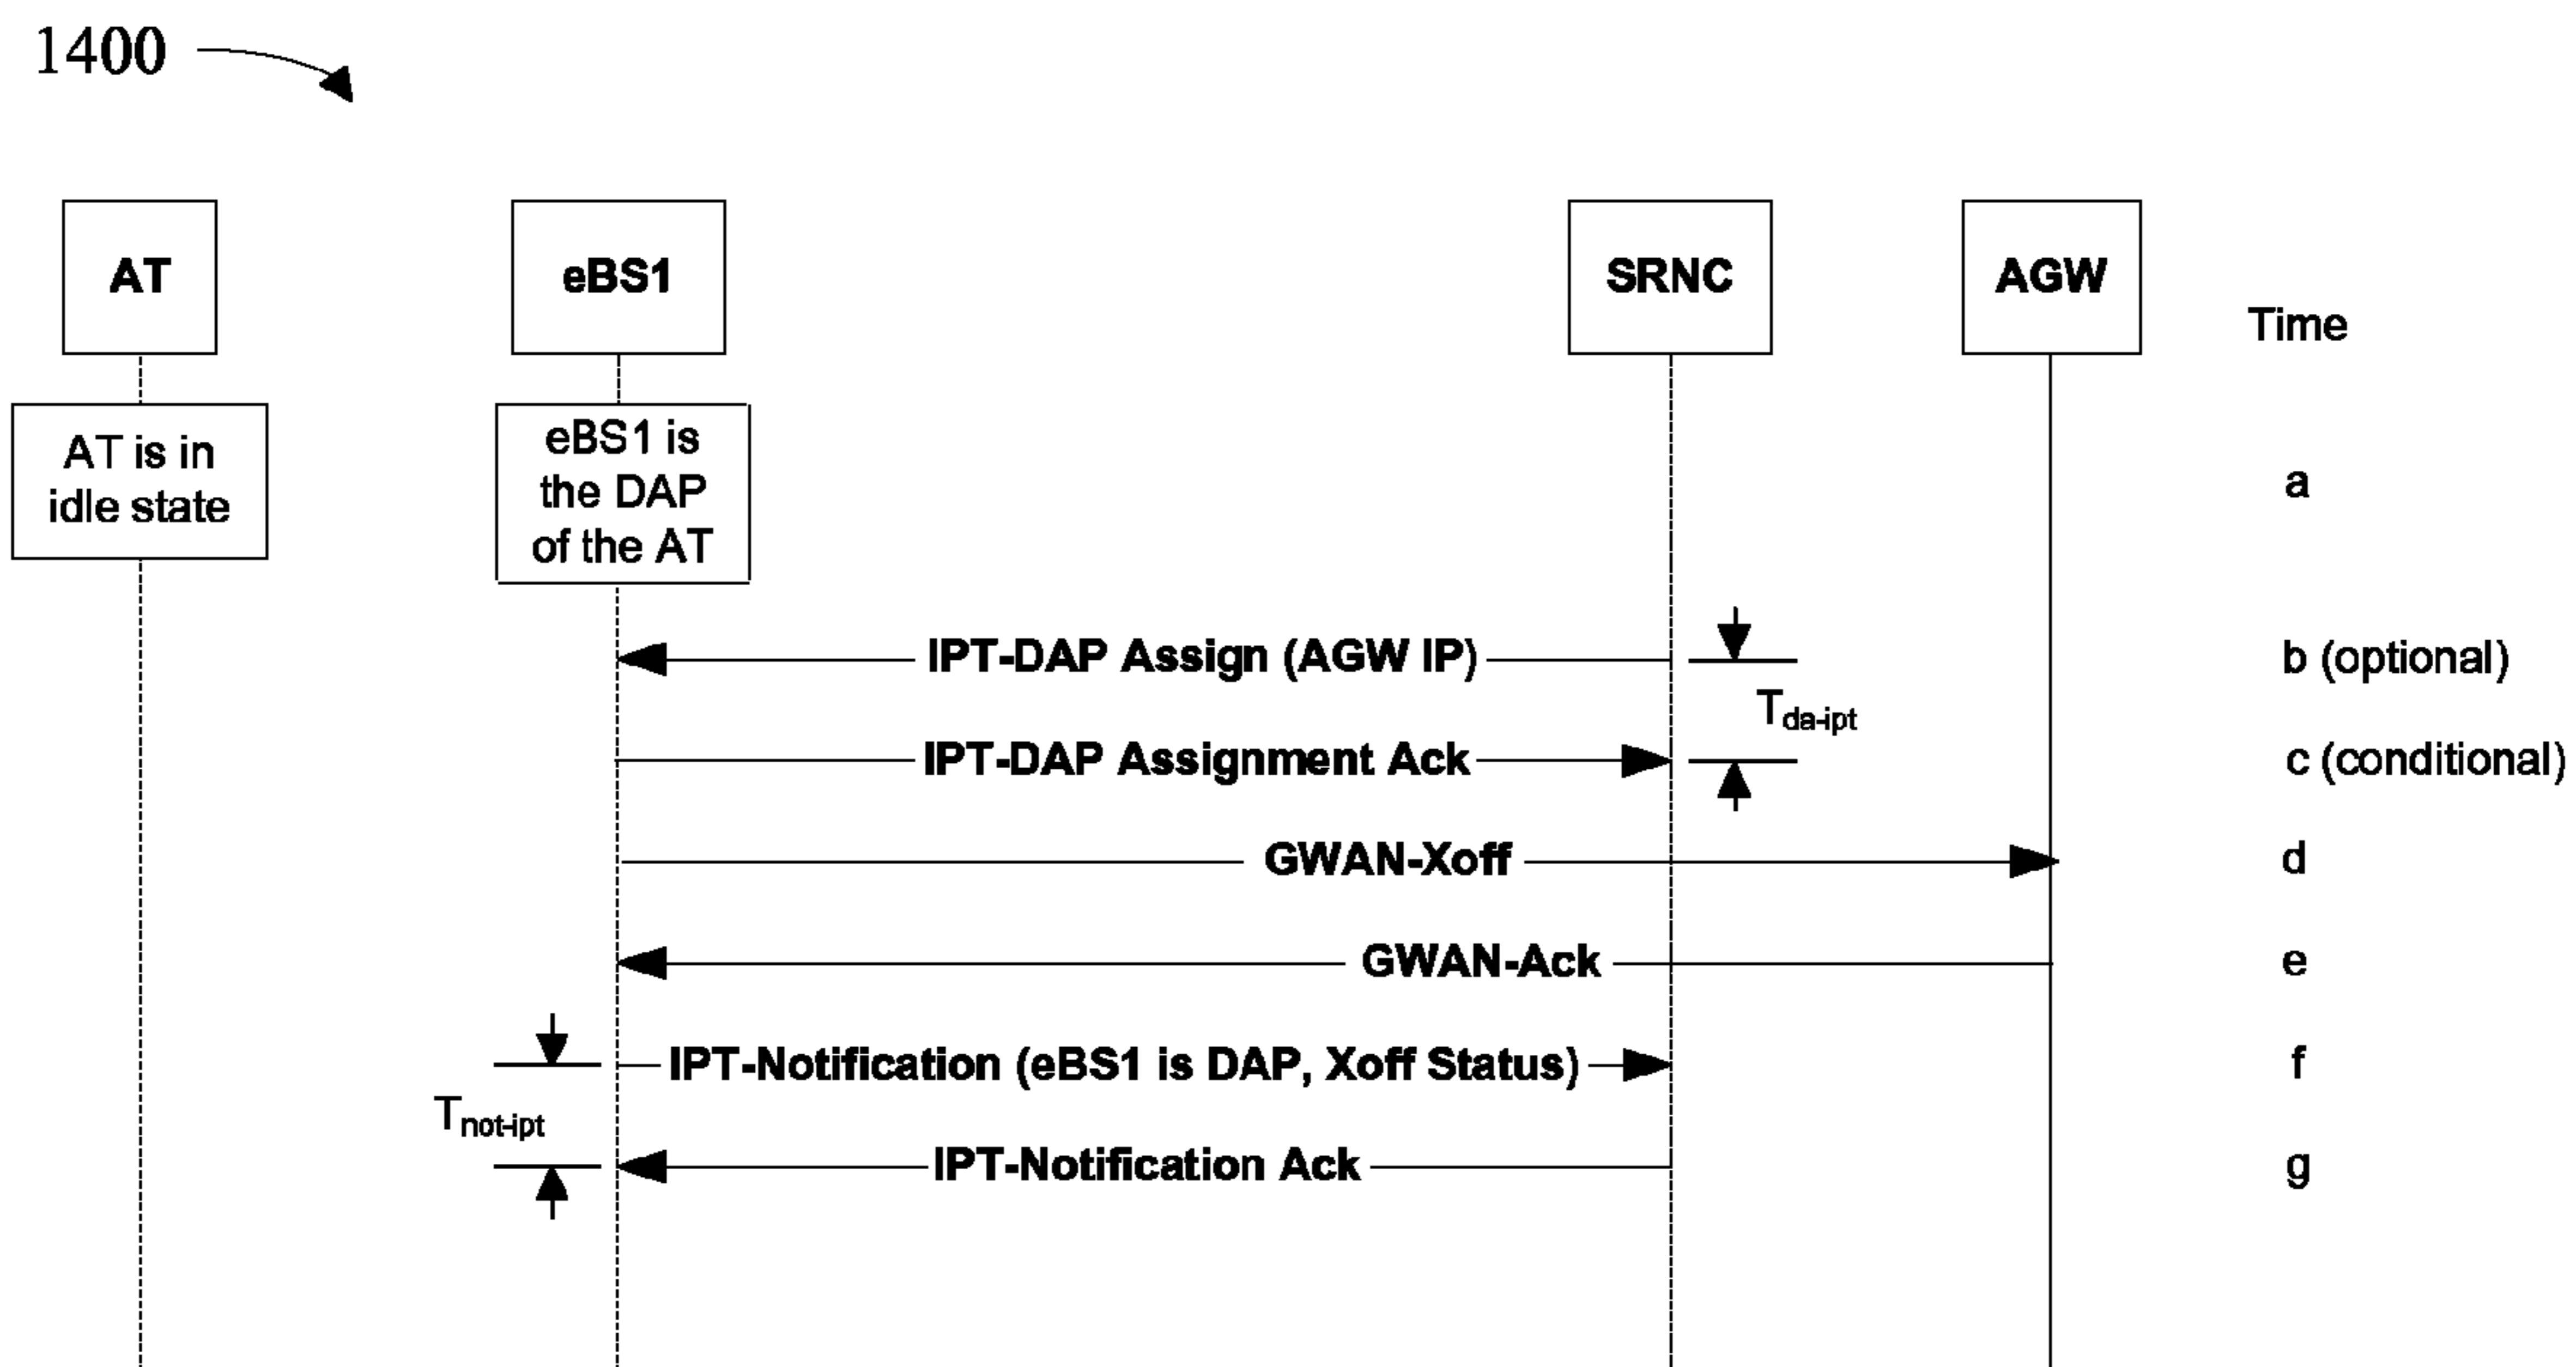 1400
AT
eBS1
SRNC
AGW
Time
AT is in
idle state
eBS1 is
the DAP
of the AT
a
IPT-DAP Assign (AGW IP)
b (optional)
Tda-ipt
IPT-DAP Assignment Ack
c (conditional)
GWAN-Xoff
d
GWAN-Ack
e
IPT-Notification (eBS1 is DAP, Xoff Status)
f
Tnot-ipt
IPT-Notification Ack
g